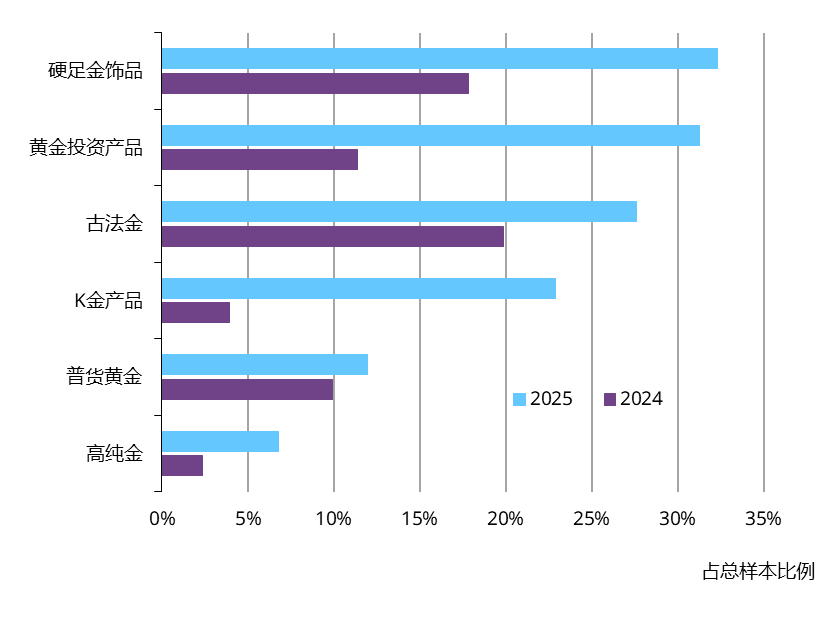 硬足金饰品
黄金投资产品
古法金
K金产品
普货黄金
高纯金
2025
2024
0%
5%
10%
15%
20%
25%
30%
35%
占总样本比例